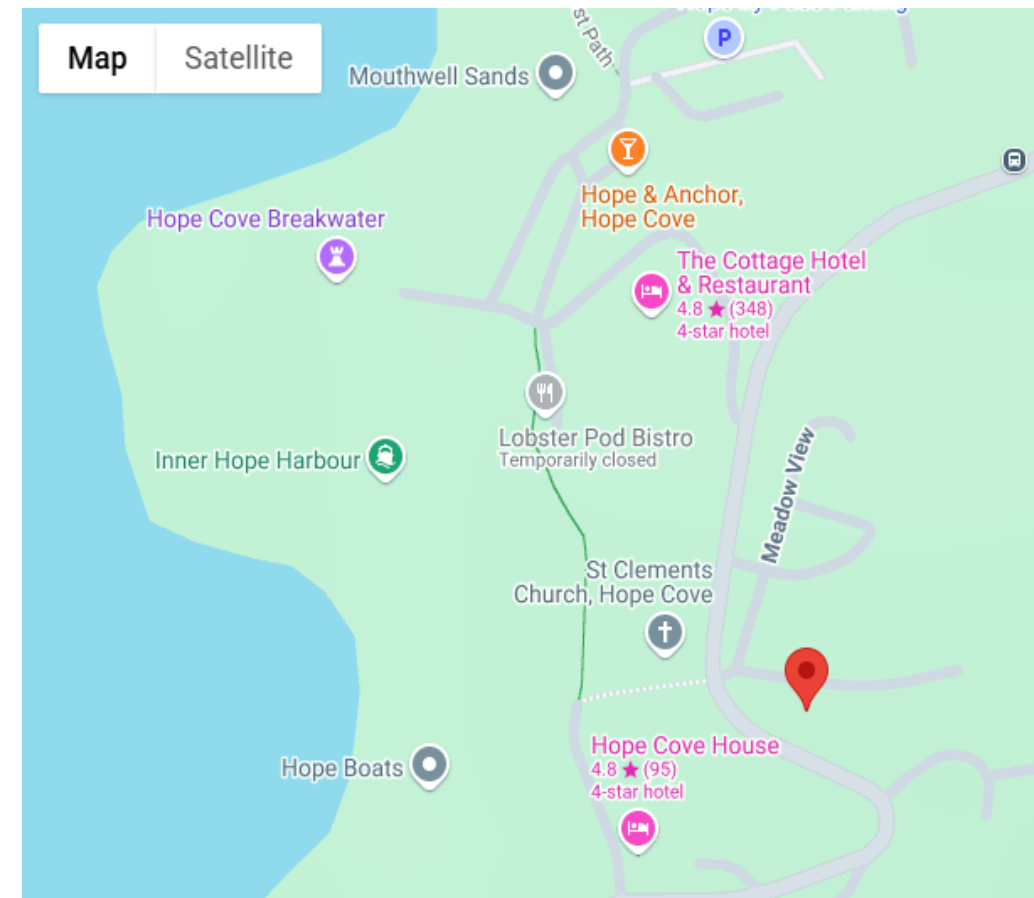 Map
Satellite
st Path
P
Mouthwell Sands
Hope & Anchor,
Hope Cove
Hope Cove Breakwater
The Cottage Hotel
& Restaurant
4.8 ★ (348)
4-star hotel
Lobster Pod Bistro
Temporarily closed
Inner Hope Harbour
Meadow View
St Clements
Church, Hope Cove
Hope Cove House
4.8 ★ (95)
4-star hotel
Hope Boats